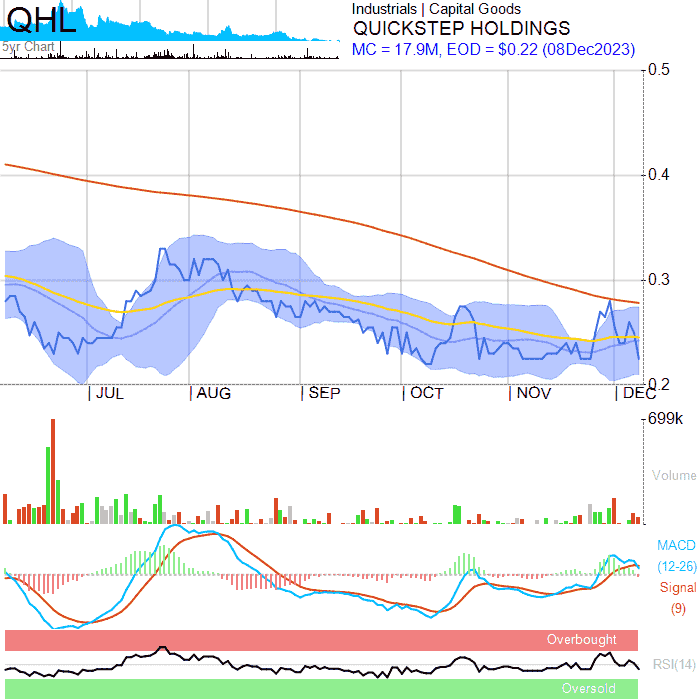 QHL
5yr Chart
Industrials | Capital Goods
QUICKSTEP HOLDINGS
MC = 17.9M, EOD = $0.22 (08Dec2023)
0.5
0.4
0.3
0.2
JUL AUG SEP OCT NOV DEC
699k
Volume
MACD
(12-26)
Signal
(9)
Overbought
RSI(14)
Oversold